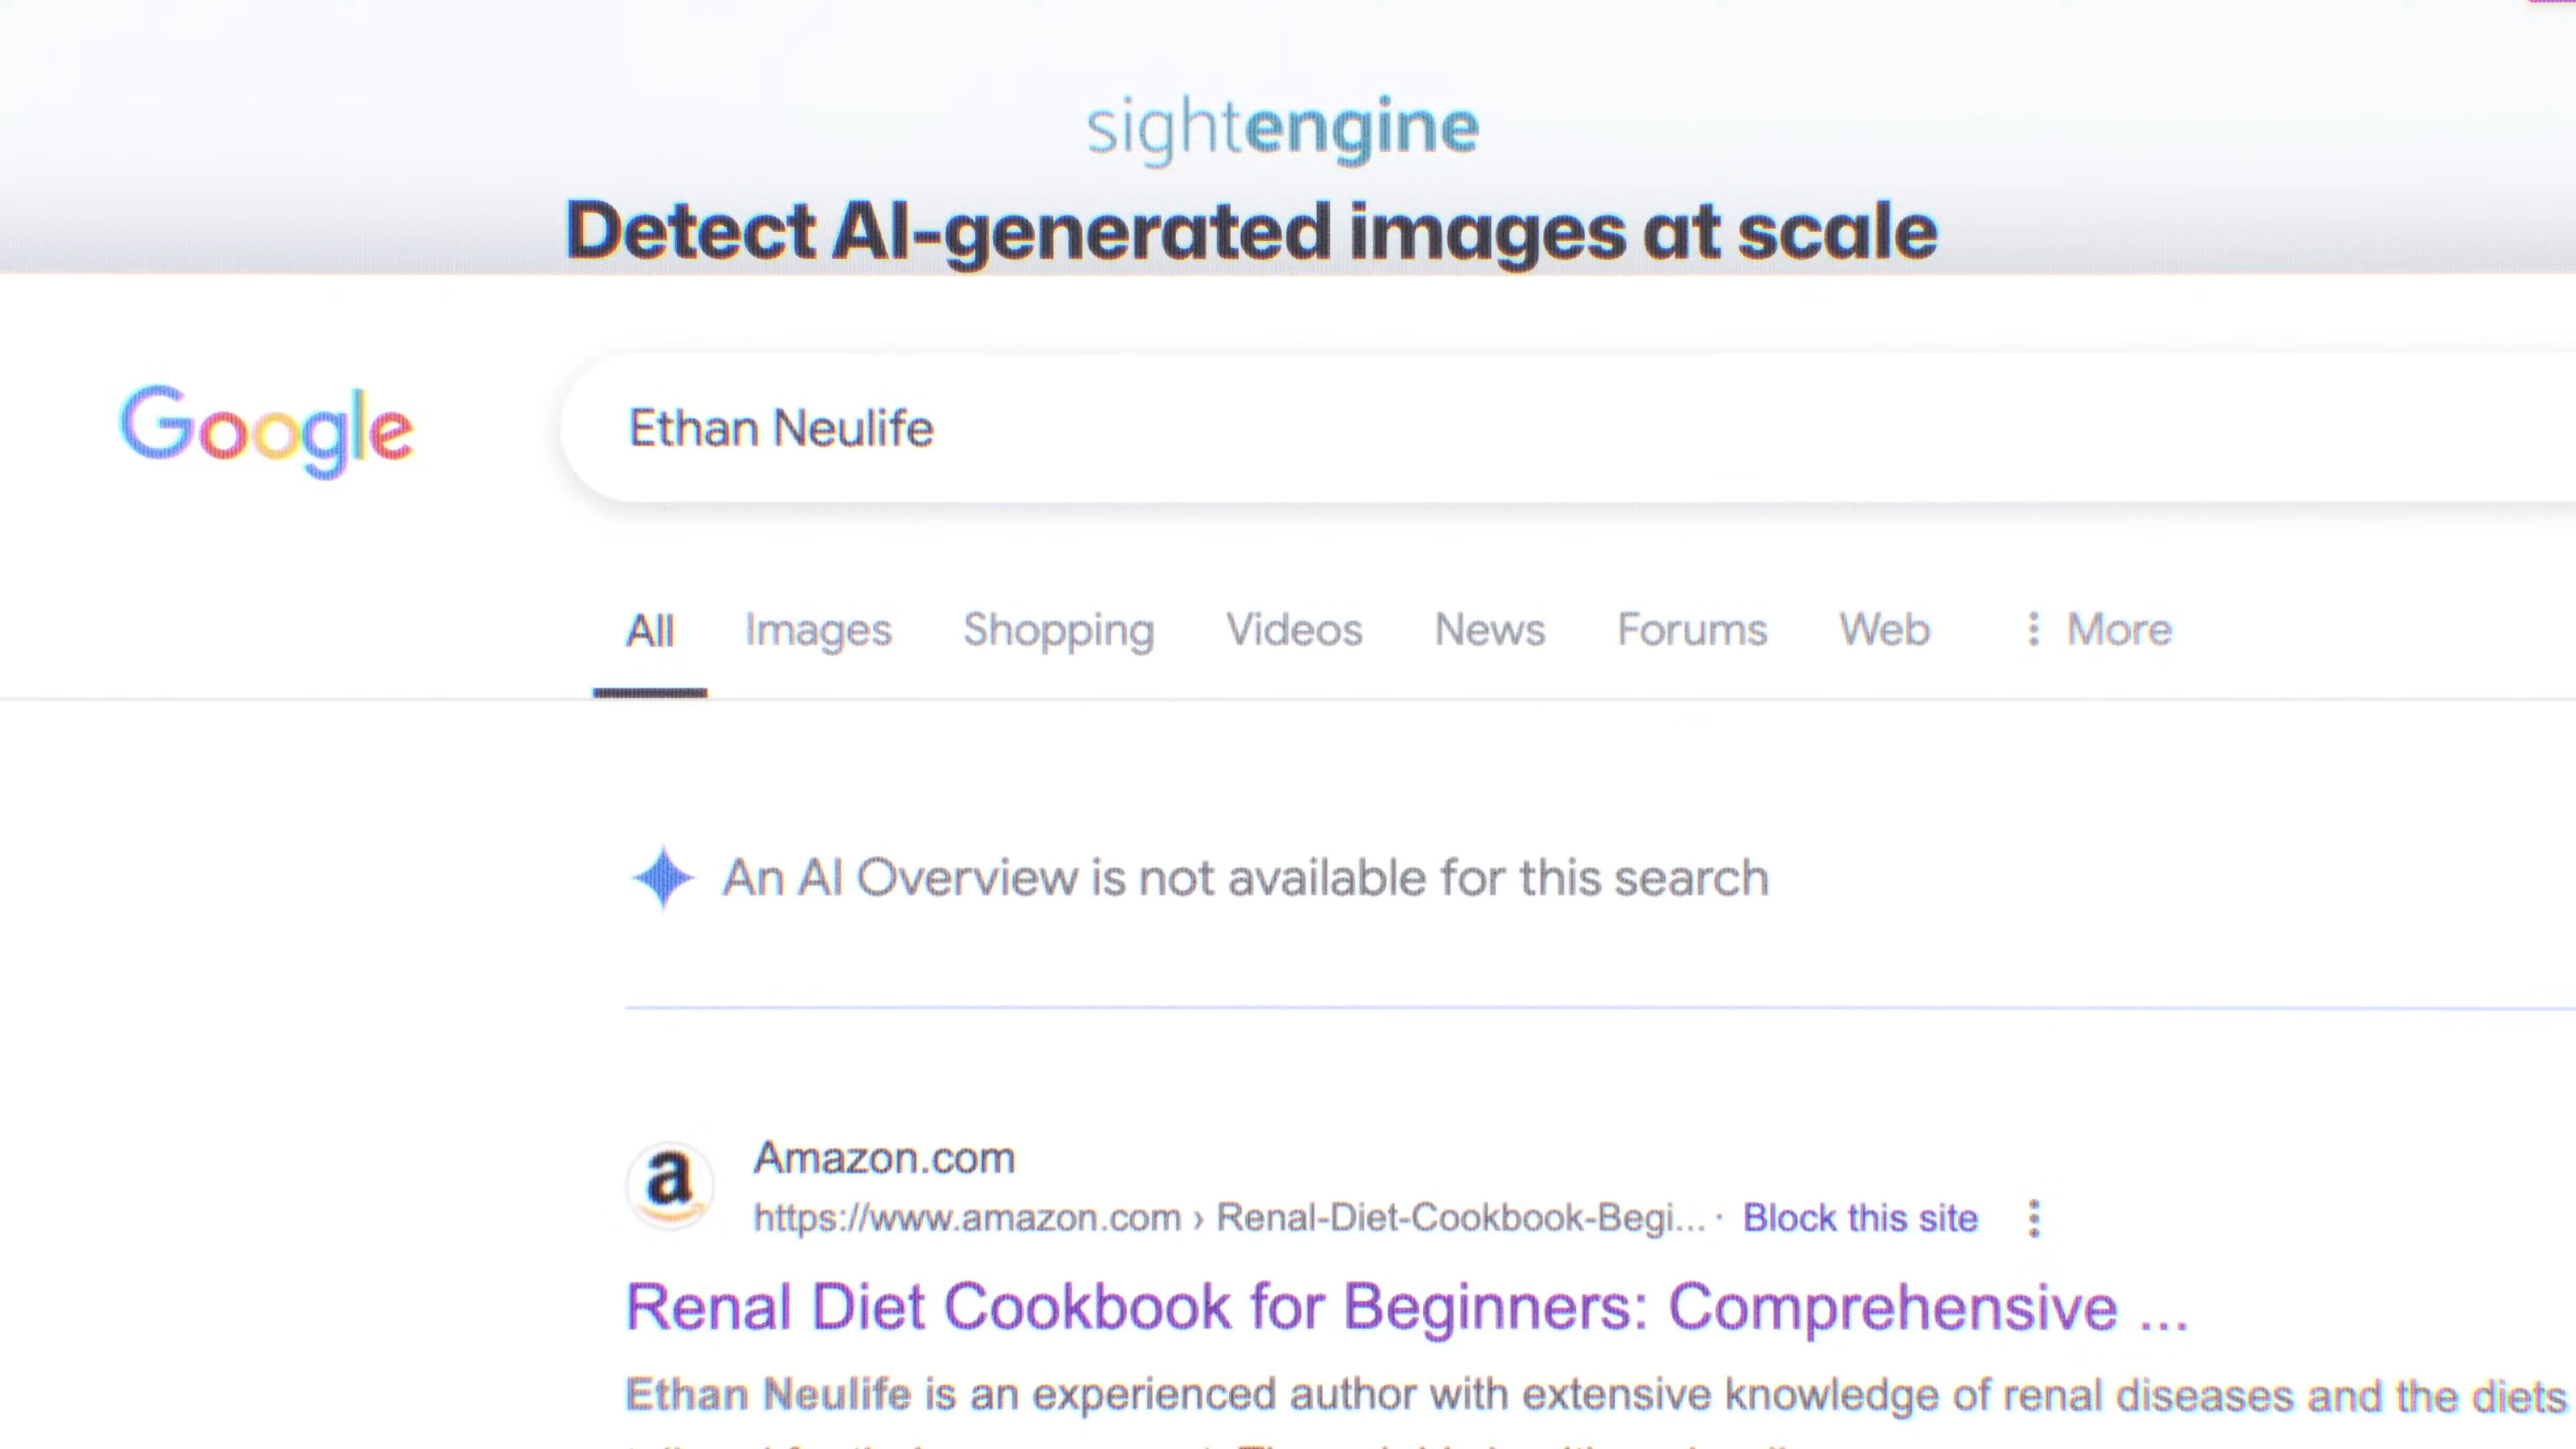 sightengine
Detect AI-generated images at scale
Google
Ethan Neulife
All Images Shopping Videos News Forums Web More
An AI Overview is not available for this search
a
Amazon.com
https://www.amazon.com › Renal-Diet-Cookbook-Begi... · Block this site
Renal Diet Cookbook for Beginners: Comprehensive ...
Ethan Neulife is an experienced author with extensive knowledge of renal diseases and the diets